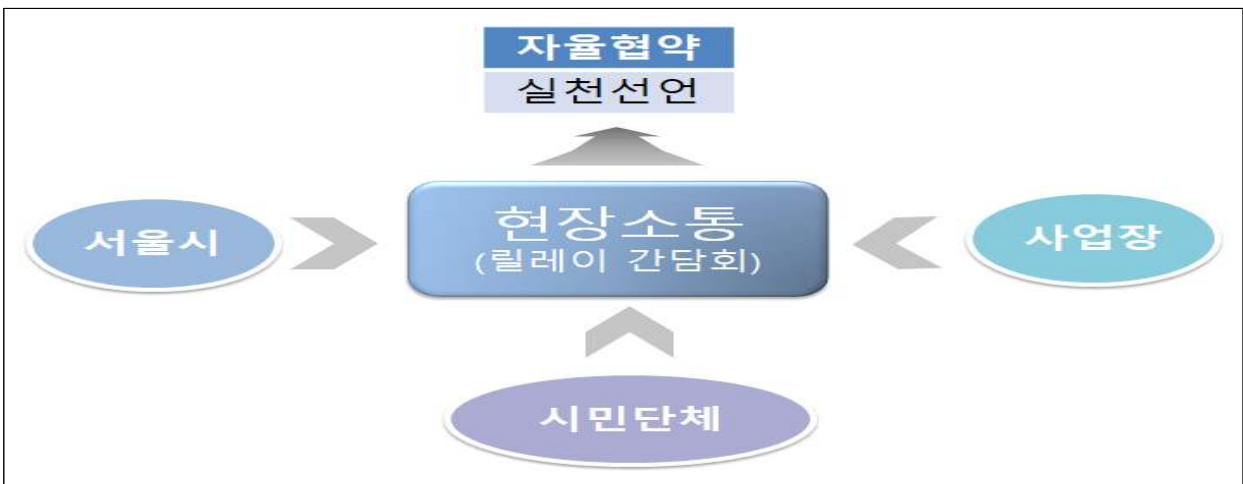 자율협약
실천선언
서울시
현장소통
(릴레이 간담회)
사업장
시민단체